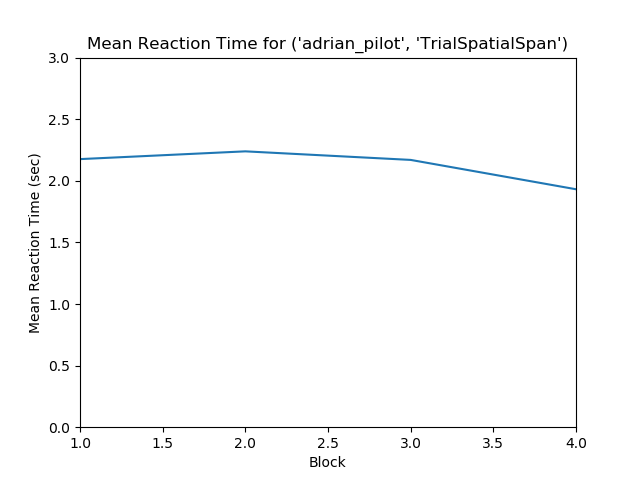 Mean Reaction Time for ('adrian_pilot', 'TrialSpatialSpan')
3.0
2.5
2.0
1.5
1.0
0.5
0.0
Mean Reaction Time (sec)
1.0 1.5 2.0 2.5 3.0 3.5 4.0
Block